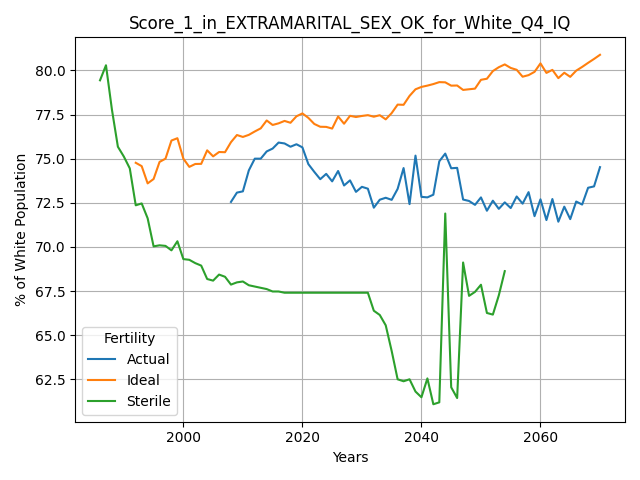 Score_1_in_EXTRAMARITAL_SEX_OK_for_White_Q4_IQ
% of White Population
80.0
77.5
75.0
72.5
70.0
67.5
65.0
62.5
Fertility
Actual
Ideal
Sterile
2000
2020
2040
2060
Years